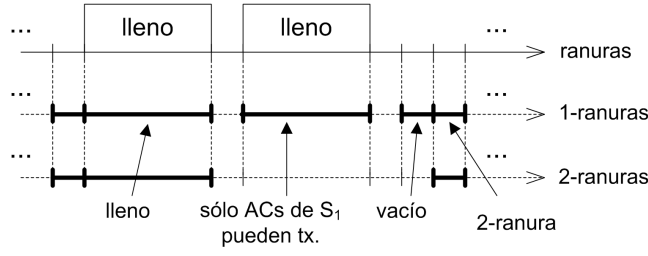 ... lleno lleno ...
ranuras
... ...
1-ranuras
... ...
2-ranuras
lleno sólo ACs de S₁ vacío 2-ranura
pueden tx.